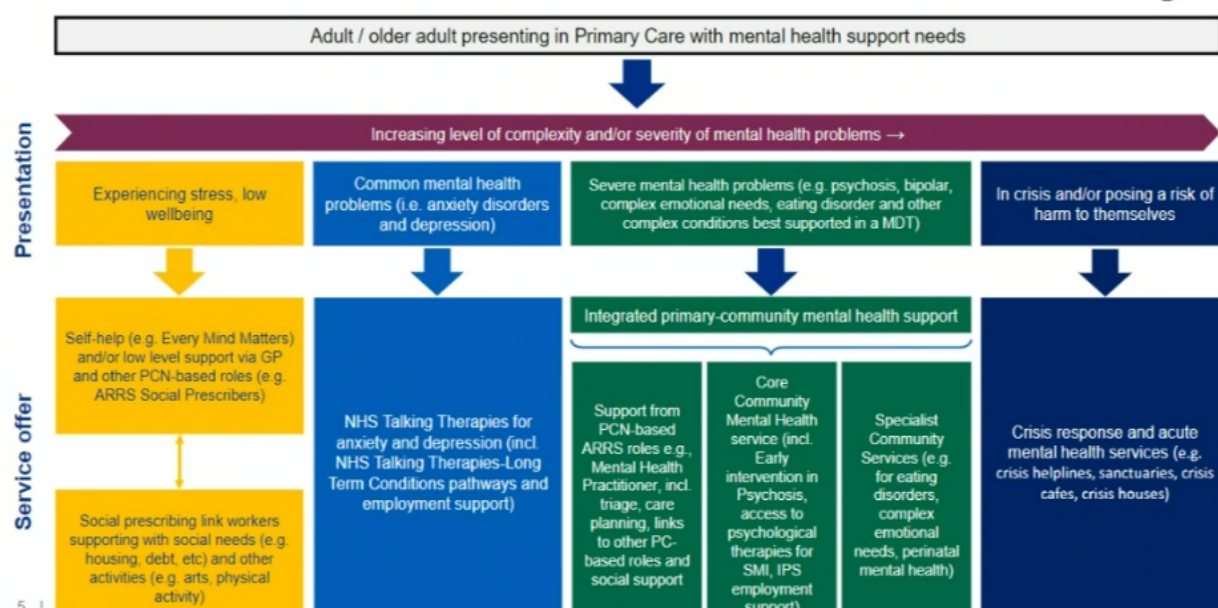 Adult / older adult presenting in Primary Care with mental health support needs
Increasing level of complexity and/or severity of mental health problems →
Presentation
Experiencing stress, low
wellbeing
Common mental health
problems (i.e. anxiety disorders
and depression)
Severe mental health problems (e.g. psychosis, bipolar,
complex emotional needs, eating disorder and other
complex conditions best supported in a MDT)
In crisis and/or posing a risk of
harm to themselves
Service offer
Self-help (e.g. Every Mind Matters)
and/or low level support via GP
and other PCN-based roles (e.g.
ARRS Social Prescribers)
Social prescribing link workers
supporting with social needs (e.g.
housing, debt, etc) and other
activities (e.g. arts, physical
activity)
NHS Talking Therapies for
anxiety and depression (incl.
NHS Talking Therapies-Long
Term Conditions pathways and
employment support)
Integrated primary-community mental health support
Support from
PCN-based
ARRS roles e.g.,
Mental Health
Practitioner, incl.
triage, care
planning, links
to other PC-
based roles and
social support
Core
Community
Mental Health
service (incl.
Early
intervention in
Psychosis,
access to
psychological
therapies for
SMI, IPS
employment
support)
Specialist
Community
Services (e.g.
for eating
disorders,
complex
emotional
needs, perinatal
mental health)
Crisis response and acute
mental health services (e.g.
crisis helplines, sanctuaries, crisis
cafes, crisis houses)
5 |